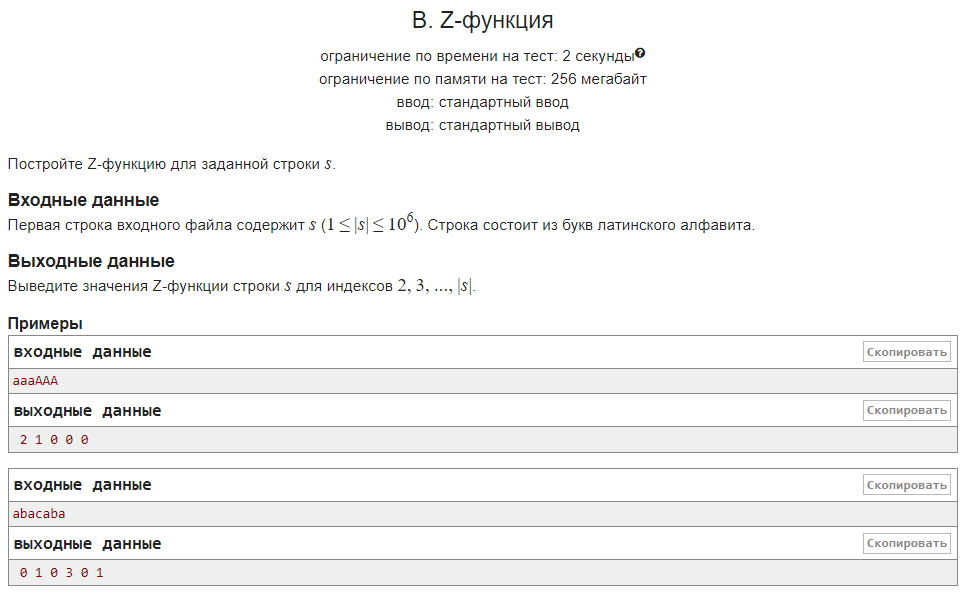 B. Z-функция
ограничение по времени на тест: 2 секунды
ограничение по памяти на тест: 256 мегабайт
ввод: стандартный ввод
вывод: стандартный вывод
Постройте Z-функцию для заданной строки s.
Входные данные
Первая строка входного файла содержит s (1 ≤ |s| ≤ 10^6). Строка состоит из букв латинского алфавита.
Выходные данные
Выведите значения Z-функции строки s для индексов 2, 3, ..., |s|.
Примеры
входные данные Скопировать
aaaAAA
выходные данные Скопировать
2 1 0 0 0
входные данные Скопировать
abacaba
выходные данные Скопировать
0 1 0 3 0 1